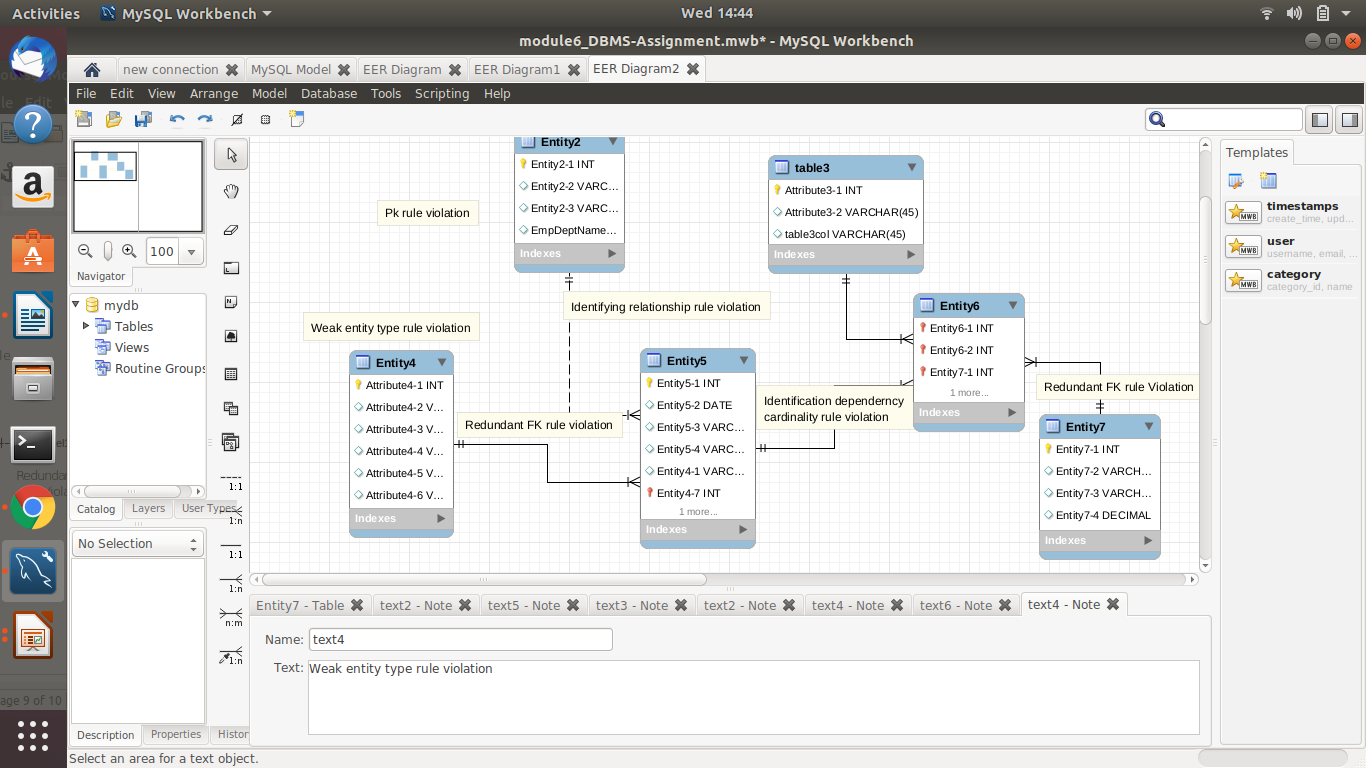 Activities
MySQL Workbench
Wed 14:44
module6_DBMS-Assignment.mwb* - MySQL Workbench
new connection
MySQL Model
EER Diagram
EER Diagram1
EER Diagram2
File Edit View Arrange Model Database Tools Scripting Help
100
Navigator
mydb
Tables
Views
Routine Groups
Catalog
Layers
User Types
No Selection
Description
Properties
Histor
1:1
1:n
1:1
1:n
n:m
1:n
Entity2
Entity2-1 INT
Entity2-2 VARC...
Entity2-3 VARC...
EmpDeptName...
Indexes
Pk rule violation
table3
Attribute3-1 INT
Attribute3-2 VARCHAR(45)
table3col VARCHAR(45)
Indexes
Identifying relationship rule violation
Weak entity type rule violation
Entity6
Entity6-1 INT
Entity6-2 INT
Entity7-1 INT
1 more...
Indexes
Entity4
Attribute4-1 INT
Attribute4-2 V...
Attribute4-3 V...
Attribute4-4 V...
Attribute4-5 V...
Attribute4-6 V...
Indexes
Redundant FK rule violation
Entity5
Entity5-1 INT
Entity5-2 DATE
Entity5-3 VARC...
Entity5-4 VARC...
Entity4-1 VARC...
Entity4-7 INT
1 more...
Indexes
Identification dependerncy
cardinality rule violation
Redundant FK rule Violation
Entity7
Entity7-1 INT
Entity7-2 VARCH...
Entity7-3 VARCH...
Entity7-4 DECIMAL
Indexes
Templates
timestamps
create_time, upd...
user
username, email, ...
category
category_id, name
MWB
MWB
MWB
Entity7 - Table
text2 - Note
text5 - Note
text3 - Note
text2 - Note
text4 - Note
text6 - Note
text4 - Note
Name: text4
Text: Weak entity type rule violation
age 9 of 10
Select an area for a text object.